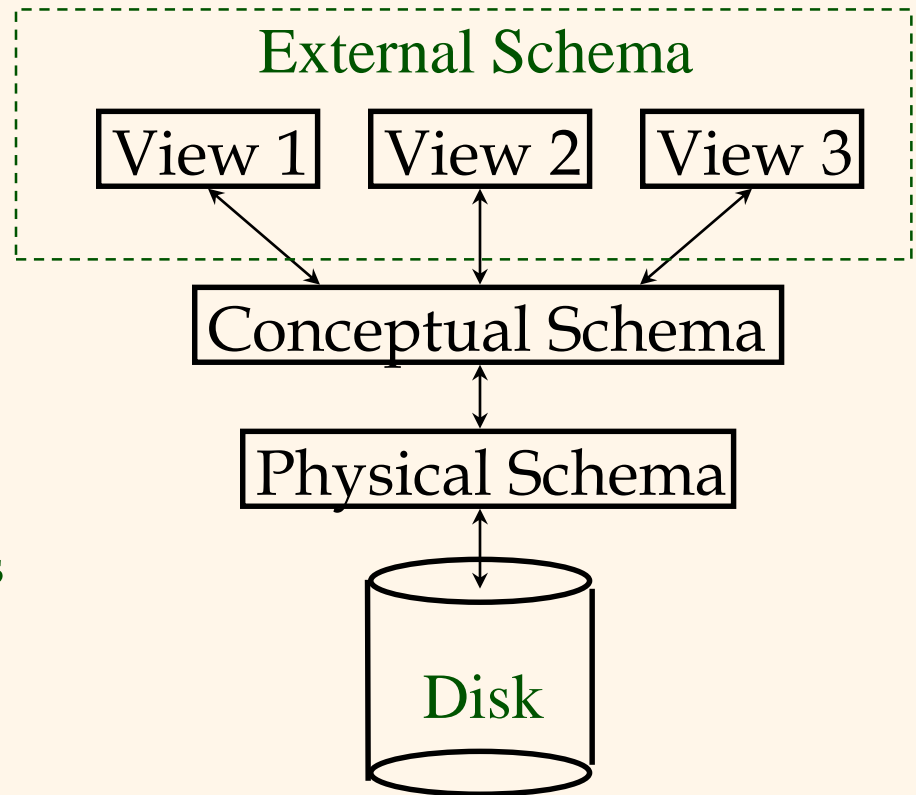 External Schema
View 1 View 2 View 3
Conceptual Schema
Physical Schema
Disk